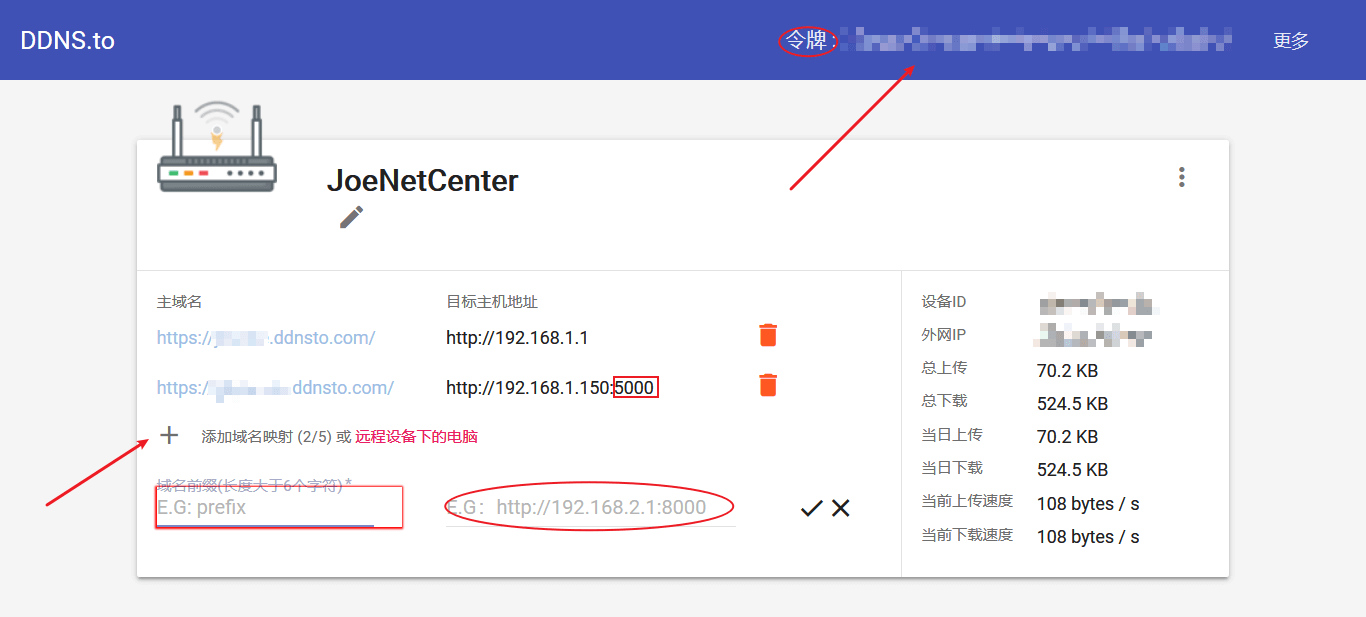 DDNS.to
令牌:
更多
JoeNetCenter
主域名
目标主机地址
https://
.ddnsto.com/
http://192.168.1.1
https:/
ddnsto.com/
http://192.168.1.150:5000
添加域名映射 (2/5) 或 远程设备下的电脑
域名前缀(长度大于6个字符) *
E.G: prefix
E.G: http://192.168.2.1:8000
设备ID
外网IP
总上传 70.2 KB
总下载 524.5 KB
当日上传 70.2 KB
当日下载 524.5 KB
当前上传速度 108 bytes / s
当前下载速度 108 bytes / s